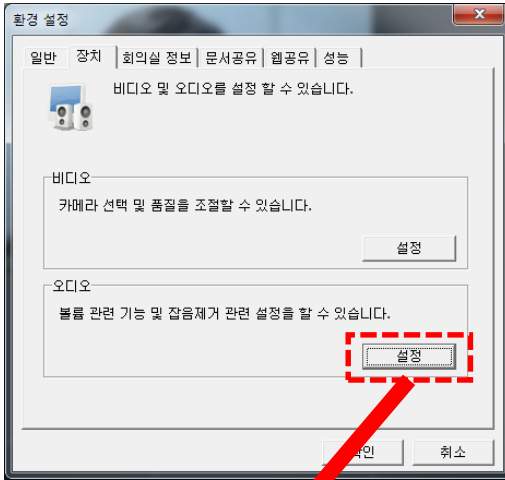 환경 설정
일반 장치 회의실 정보 문서공유 웹공유 성능
비디오 및 오디오를 설정 할 수 있습니다.
비디오
카메라 선택 및 품질을 조절할 수 있습니다.
설정
오디오
볼륨 관련 기능 및 잡음제거 관련 설정을 할 수 있습니다.
설정
취소